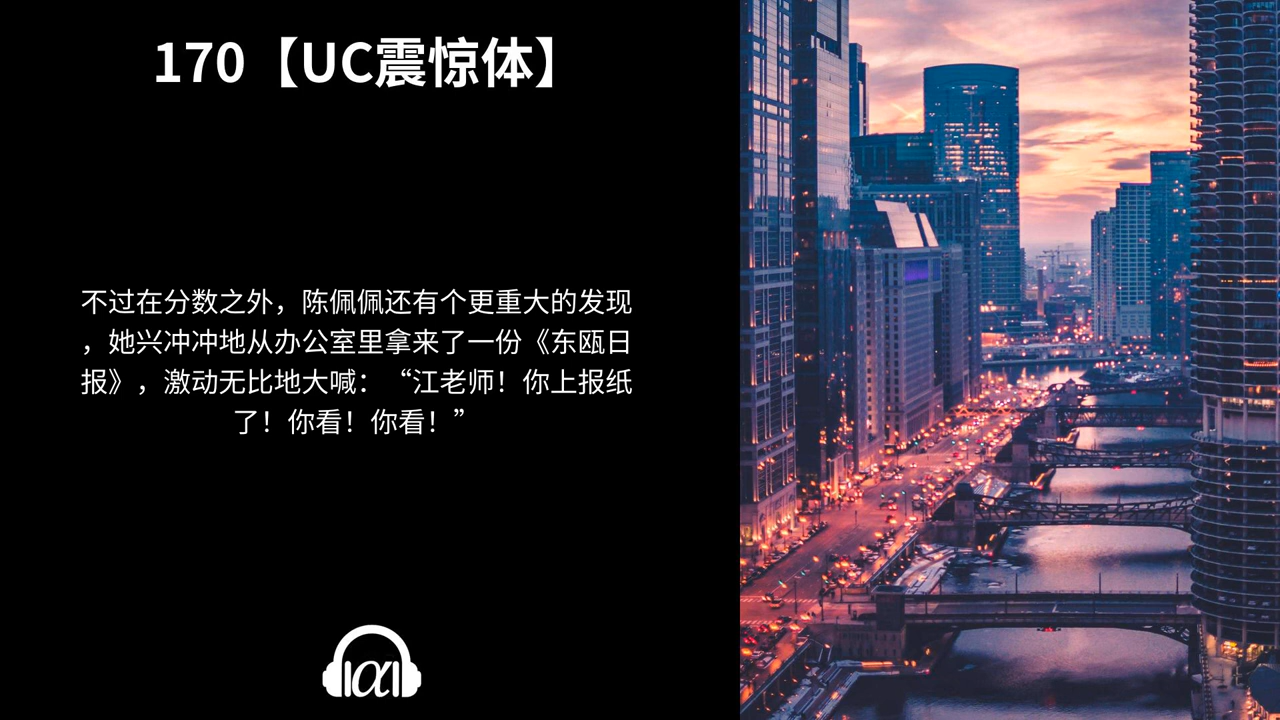 170【UC震惊体】
不过在分数之外，陈佩佩还有个更重大的发现
，她兴冲冲地从办公室里拿来了一份《东瓯日
报》，激动无比地大喊：“江老师！你上报纸
了！你看！你看！”
|α|